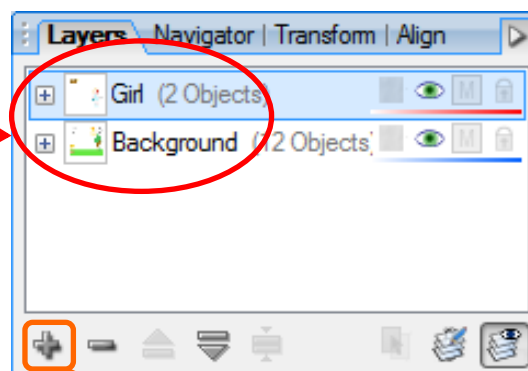 Layers Navigator | Transform | Align
Girl (2 Objects)
Background (12 Objects)